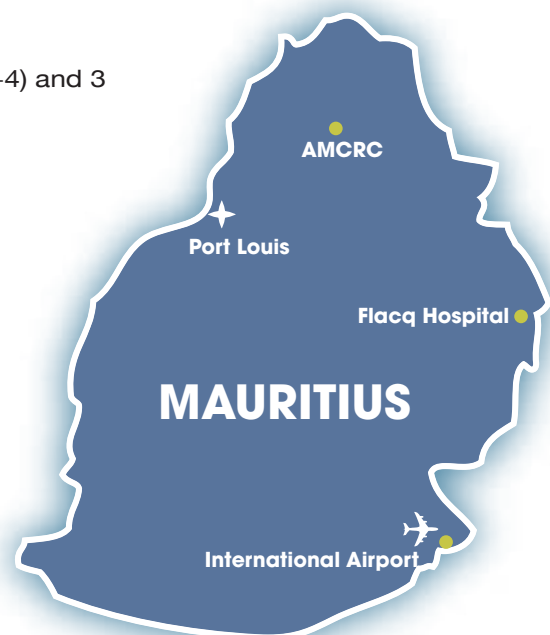 -4) and 3
AMCRC
Port Louis
Flacq Hospital
MAURITIUS
International Airport